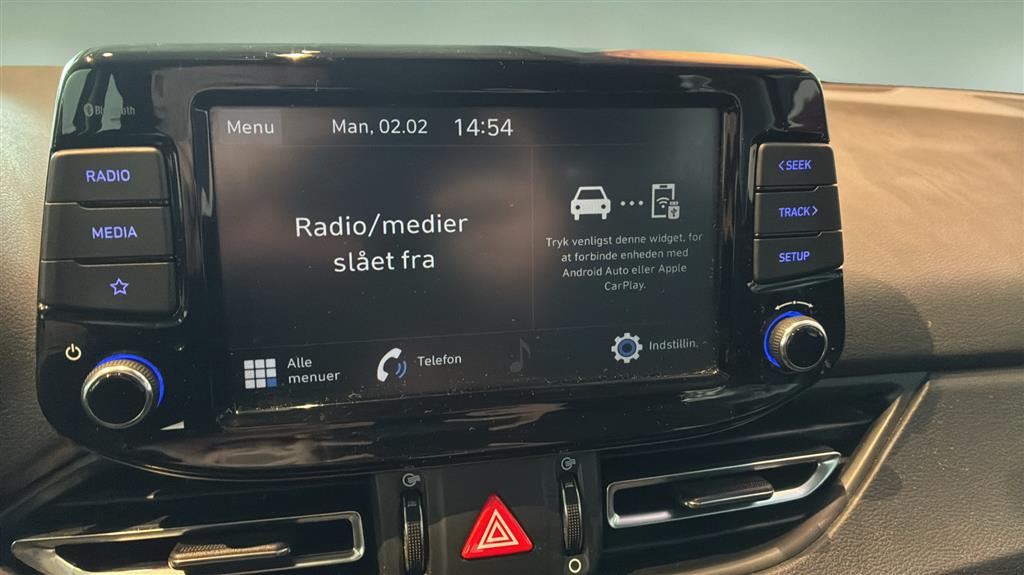 Bluetooth
RADIO
MEDIA
Menu
Man, 02.02
14:54
Radio/medier
slået fra
Tryk venligst denne widget, for
at forbinde enheden med
Android Auto eller Apple
CarPlay.
Alle
menuer
Telefon
Indstillin.
<SEEK
TRACK>
SETUP